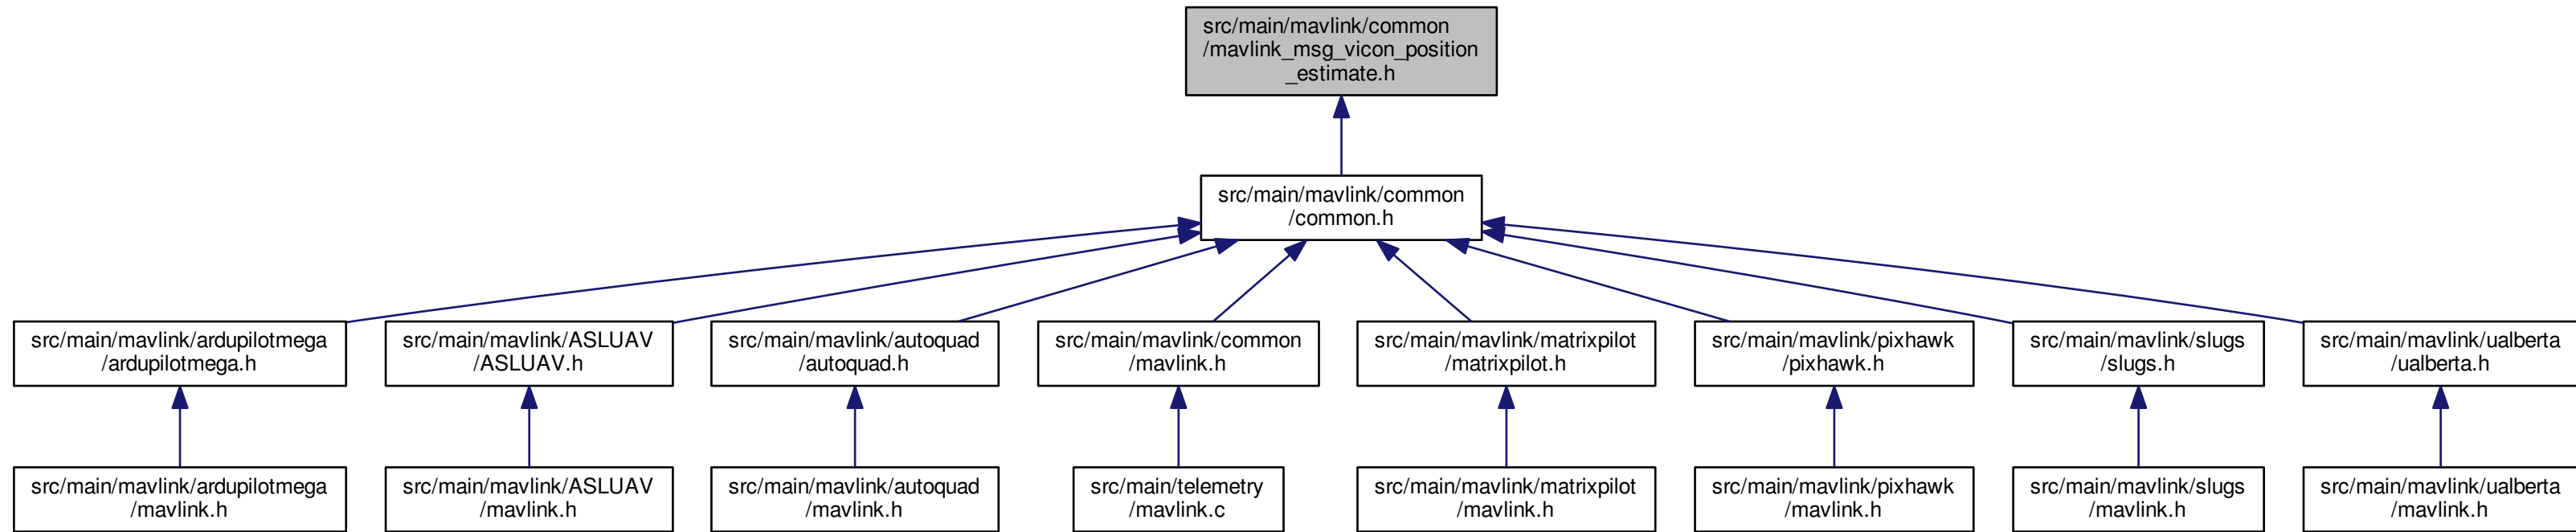 src/main/mavlink/common
/mavlink_msg_vicon_position
_estimate.h
src/main/mavlink/common
/common.h
src/main/mavlink/ardupilotmega
/ardupilotmega.h
src/main/mavlink/ASLUAV
/ASLUAV.h
src/main/mavlink/autoquad
/autoquad.h
src/main/mavlink/common
/mavlink.h
src/main/mavlink/matrixpilot
/matrixpilot.h
src/main/mavlink/pixhawk
/pixhawk.h
src/main/mavlink/slugs
/slugs.h
src/main/mavlink/ualberta
/ualberta.h
src/main/mavlink/ardupilotmega
/mavlink.h
src/main/mavlink/ASLUAV
/mavlink.h
src/main/mavlink/autoquad
/mavlink.h
src/main/telemetry
/mavlink.c
src/main/mavlink/matrixpilot
/mavlink.h
src/main/mavlink/pixhawk
/mavlink.h
src/main/mavlink/slugs
/mavlink.h
src/main/mavlink/ualberta
/mavlink.h